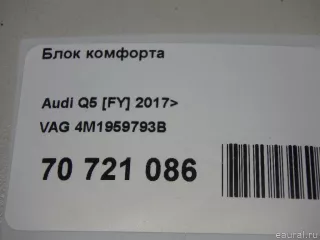 Блок комфорта
Audi Q5 [FY] 2017>
VAG 4M1959793B
70 721 086
eaural.ru